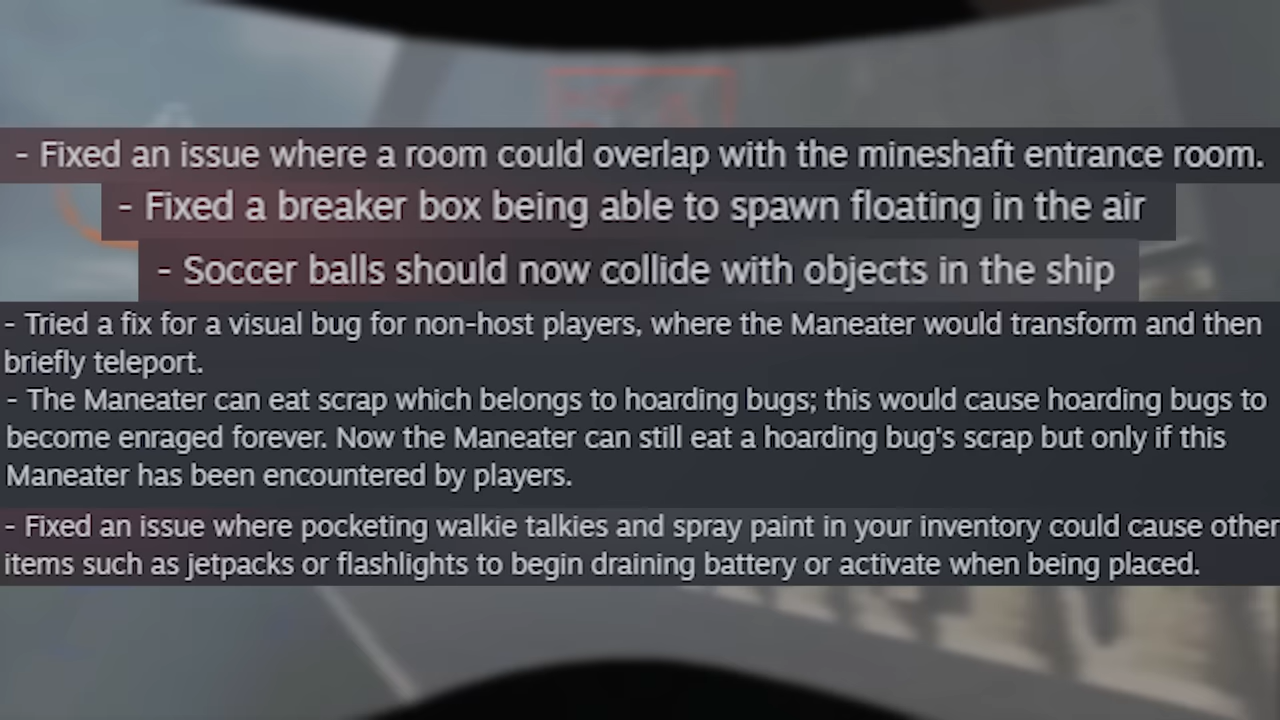 - Fixed an issue where a room could overlap with the mineshaft entrance room.
- Fixed a breaker box being able to spawn floating in the air
- Soccer balls should now collide with objects in the ship
- Tried a fix for a visual bug for non-host players, where the Maneater would transform and then
briefly teleport.
- The Maneater can eat scrap which belongs to hoarding bugs; this would cause hoarding bugs to
become enraged forever. Now the Maneater can still eat a hoarding bug's scrap but only if this
Maneater has been encountered by players.
- Fixed an issue where pocketing walkie talkies and spray paint in your inventory could cause other
items such as jetpacks or flashlights to begin draining battery or activate when being placed.